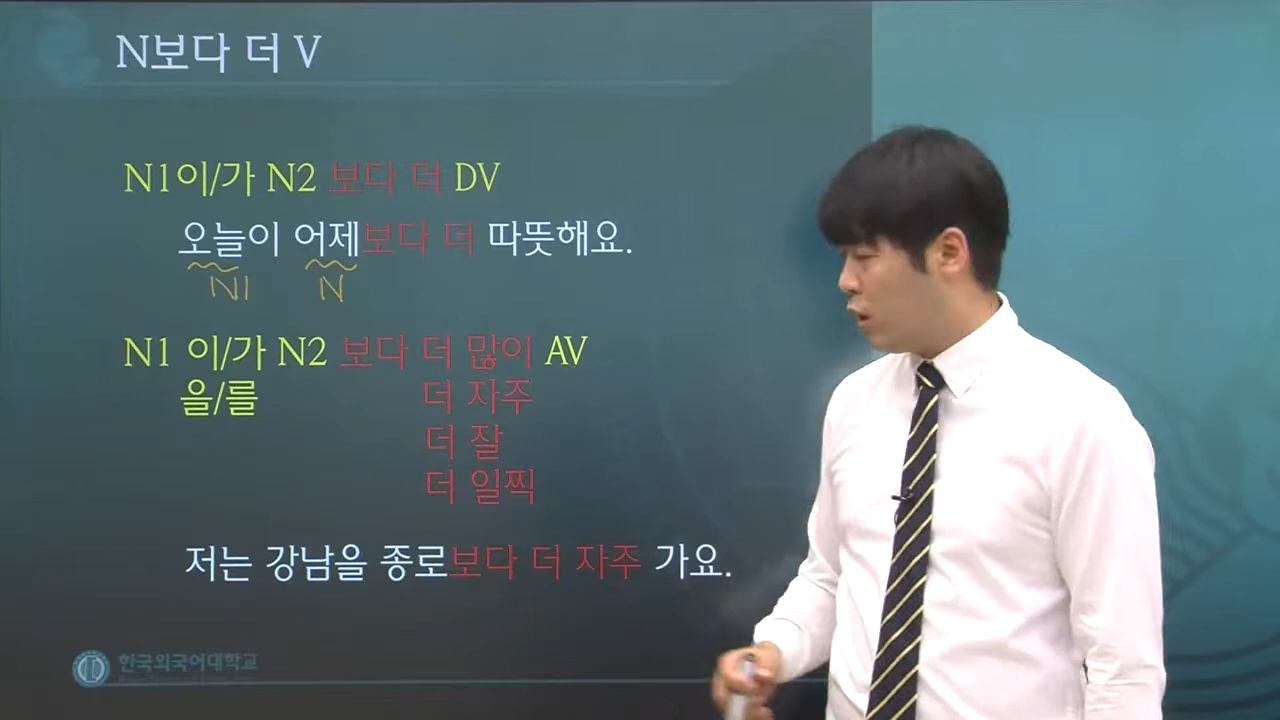 N보다 더 V
N1이/가 N2 보다 더 DV
오늘이 어제보다 더 따뜻해요.
N1 N
N1 이/가 N2 보다 더 많이 AV
을/를 더 자주
더 잘
더 일찍
저는 강남을 종로보다 더 자주 가요.
한국외국어대학교